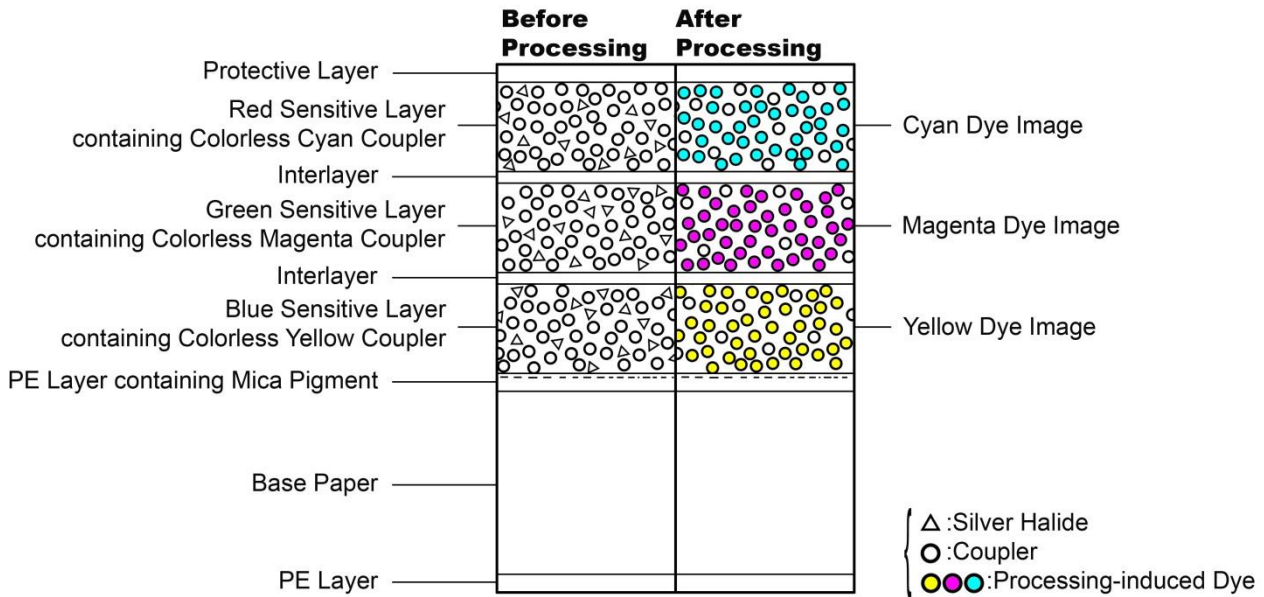 Before
Processing
After
Processing
Protective Layer
Red Sensitive Layer
containing Colorless Cyan Coupler
Cyan Dye Image
Interlayer
Green Sensitive Layer
containing Colorless Magenta Coupler
Magenta Dye Image
Interlayer
Blue Sensitive Layer
containing Colorless Yellow Coupler
Yellow Dye Image
PE Layer containing Mica Pigment
Base Paper
PE Layer
:Silver Halide
:Coupler
:Processing-induced Dye